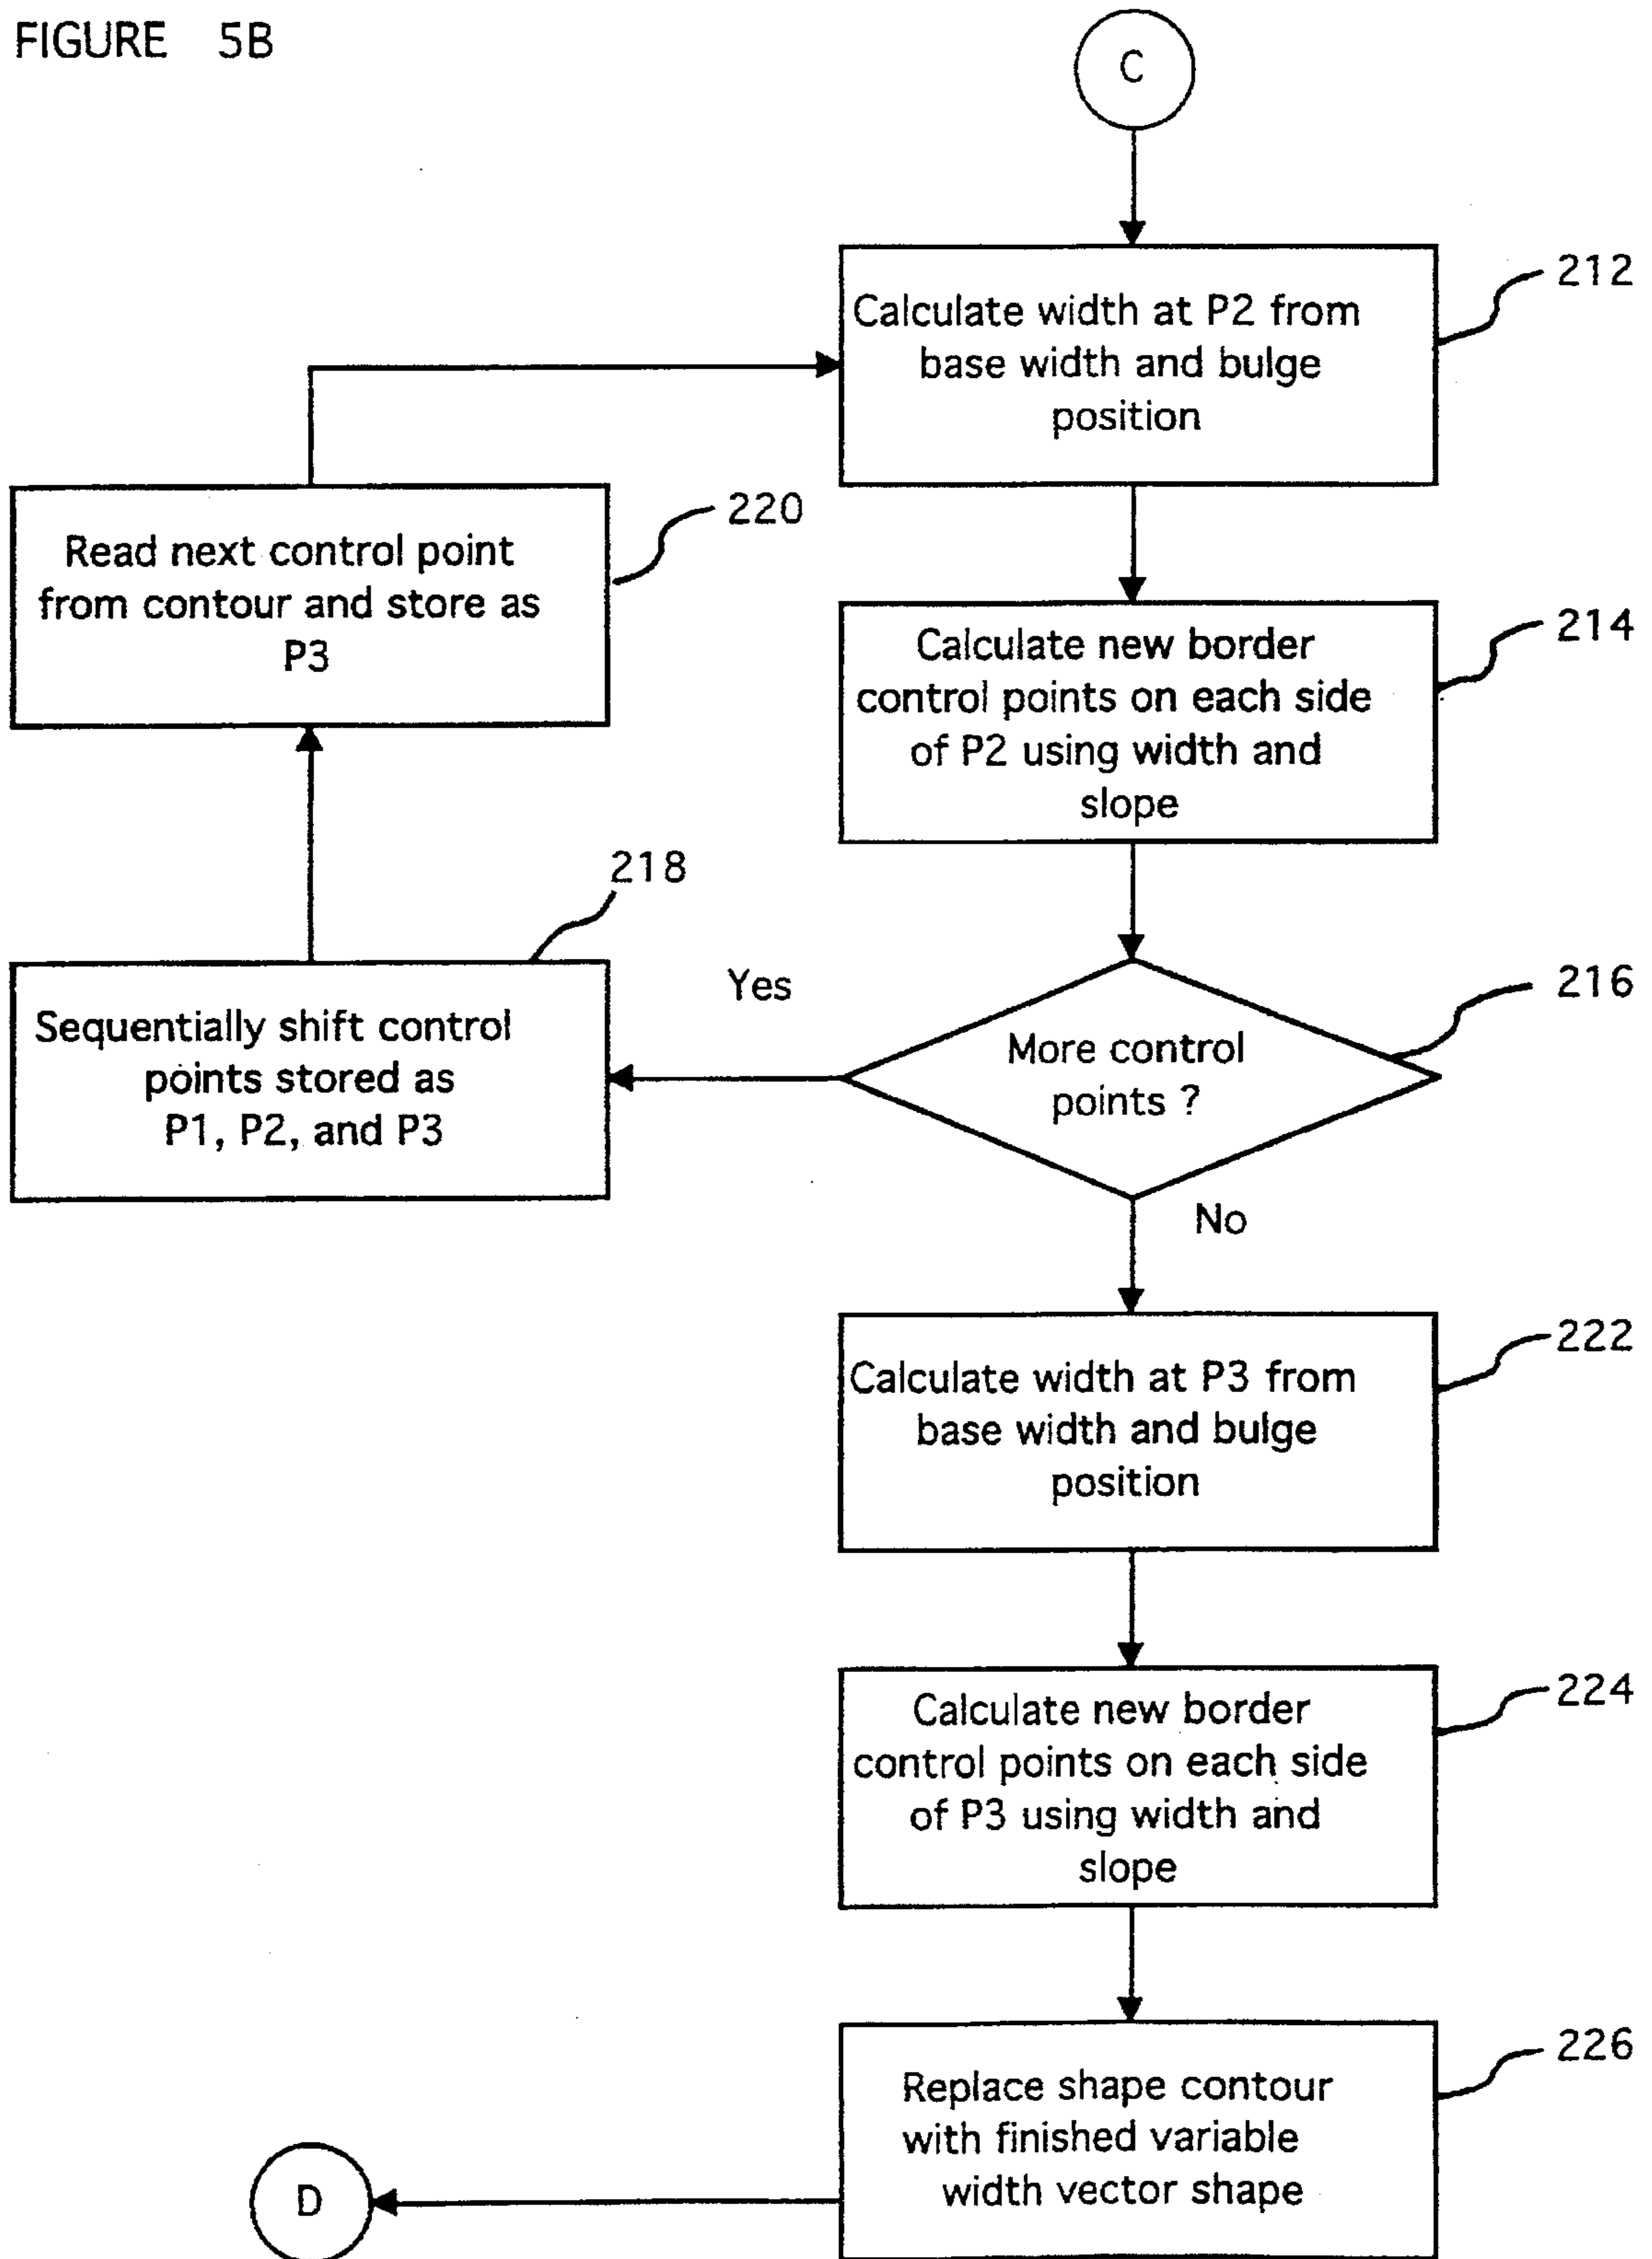 FIGURE 5B
C
212
Calculate width at P2 from
base width and bulge
position
220
Read next control point
from contour and store as
P3
214
Calculate new border
control points on each side
of P2 using width and
slope
218
Sequentially shift control
points stored as
P1, P2, and P3
Yes
216
More control
points ?
No
222
Calculate width at P3 from
base width and bulge
position
224
Calculate new border
control points on each side
of P3 using width and
slope
226
Replace shape contour
with finished variable
width vector shape
D